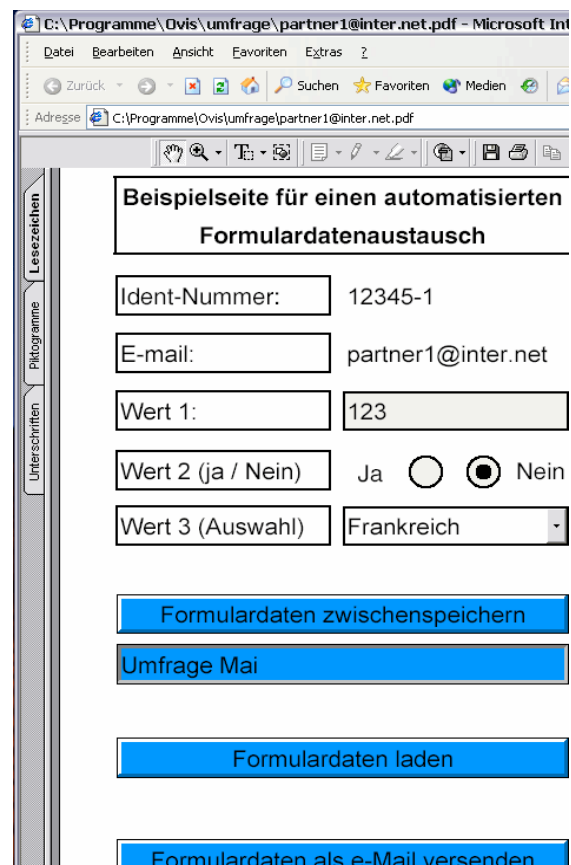 C:\Programme\Ovis\umfrage\partner1@inter.net.pdf - Microsoft Int
Datei Bearbeiten Ansicht Favoriten Extras ?
Zurück Suchen Favoriten Medien
Adresse C:\Programme\Ovis\umfrage\partner1@inter.net.pdf
Lesezeichen
Piktogramme
Unterschriften
Beispielseite für einen automatisierten
Formulardatenaustausch
Ident-Nummer: 12345-1
E-mail: partner1@inter.net
Wert 1: 123
Wert 2 (ja / Nein) Ja Nein
Wert 3 (Auswahl) Frankreich
Formulardaten zwischenspeichern
Umfrage Mai
Formulardaten laden
Formulardaten als e-Mail versenden